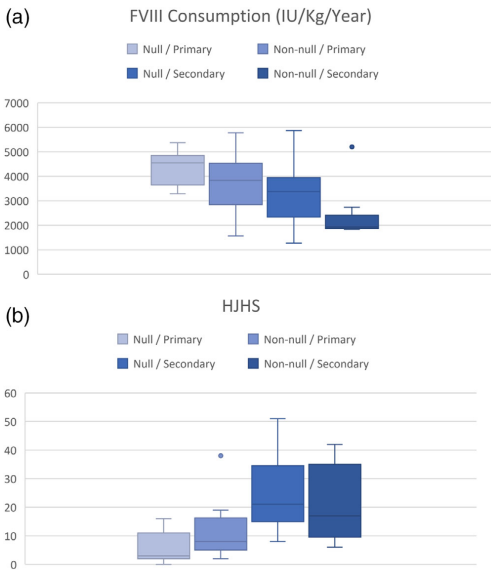 (a)
FVIII Consumption (IU/Kg/Year)
Null / Primary
Non-null / Primary
Null / Secondary
Non-null / Secondary
7000
6000
5000
4000
3000
2000
1000
0
(b)
HJHS
Null / Primary
Non-null / Primary
Null / Secondary
Non-null / Secondary
60
50
40
30
20
10
0